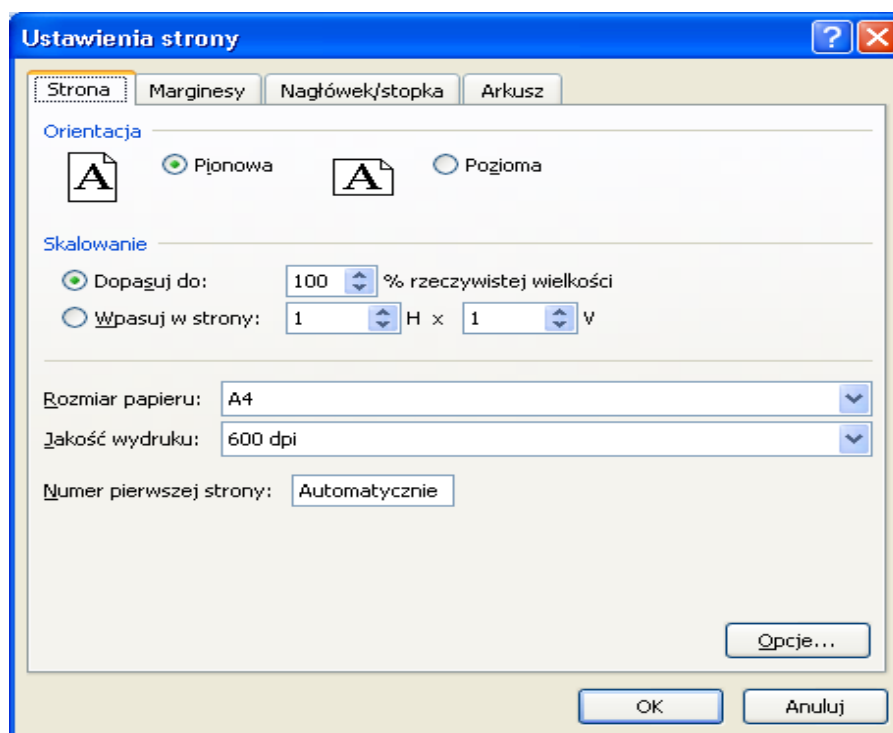 Ustawienia strony
Strona Marginesy Nagłówek/stopka Arkusz
Orientacja
A Pionowa A Pozioma
Skalowanie
Dopasuj do: 100 % rzeczywistej wielkości
Wpasuj w strony: 1 H x 1 V
Rozmiar papieru: A4
Jakość wydruku: 600 dpi
Numer pierwszej strony: Automatycznie
Opcje...
OK Anuluj